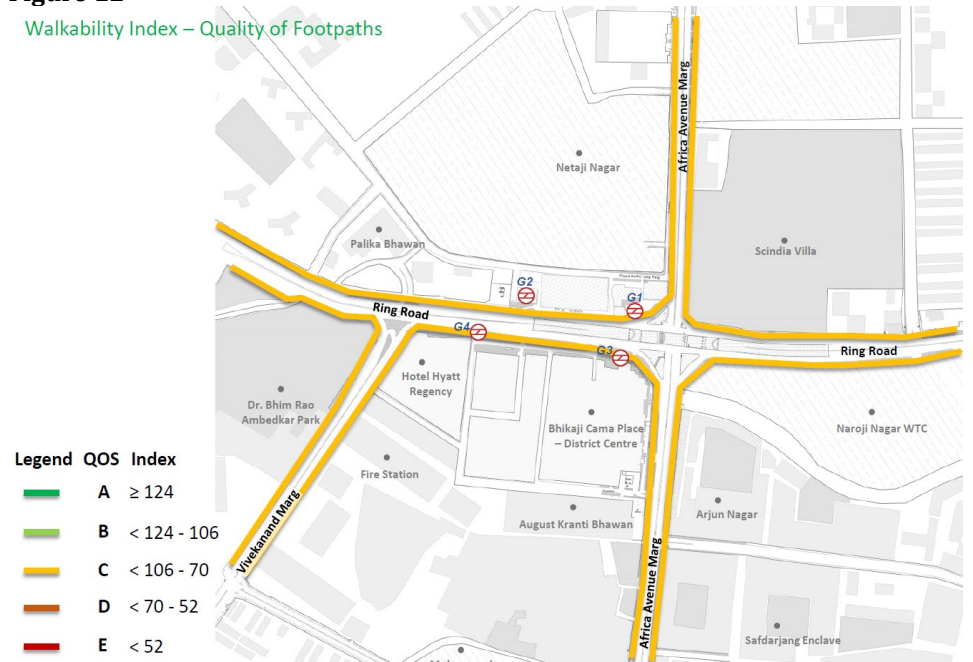 Walkability Index – Quality of Footpaths
Africa Avenue Marg
Netaji Nagar
Scindia Villa
Palika Bhawan
G2
G1
Ring Road
G4
G3
Ring Road
Hotel Hyatt
Regency
Dr. Bhim Rao
Ambedkar Park
Bhikaji Cama Place
– District Centre
Naroji Nagar WTC
Fire Station
August Kranti Bhawan
Arjun Nagar
Vivekanand Marg
Africa Avenue Marg
Safdarjang Enclave
Legend QOS Index
A ≥ 124
B < 124 - 106
C < 106 - 70
D < 70 - 52
E < 52